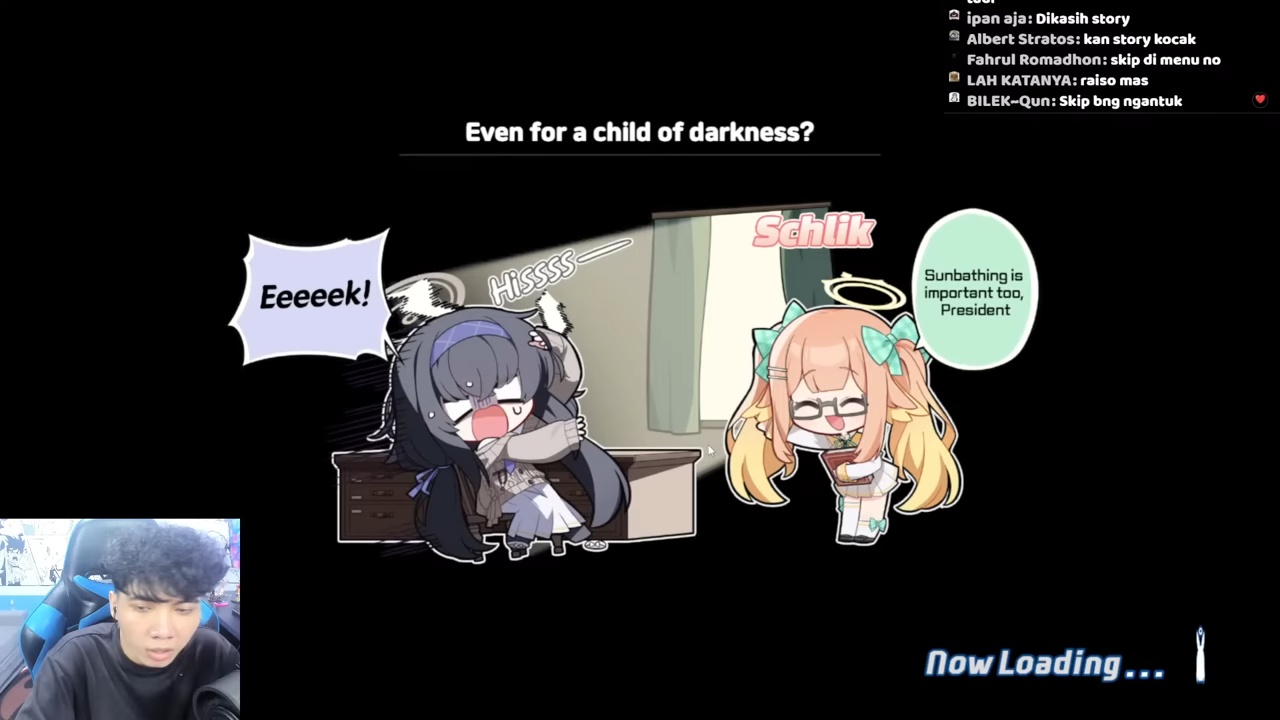 ipan aja: Dikasih story
Albert Stratos: kan story kocak
Fahrul Romadhon: skip di menu no
LAH KATANYA: raiso mas
BILEK~Qun: Skip bng ngantuk
Even for a child of darkness?
Eeeeek!
Hissss
Schlik
Sunbathing is
important too,
President
Now Loading...